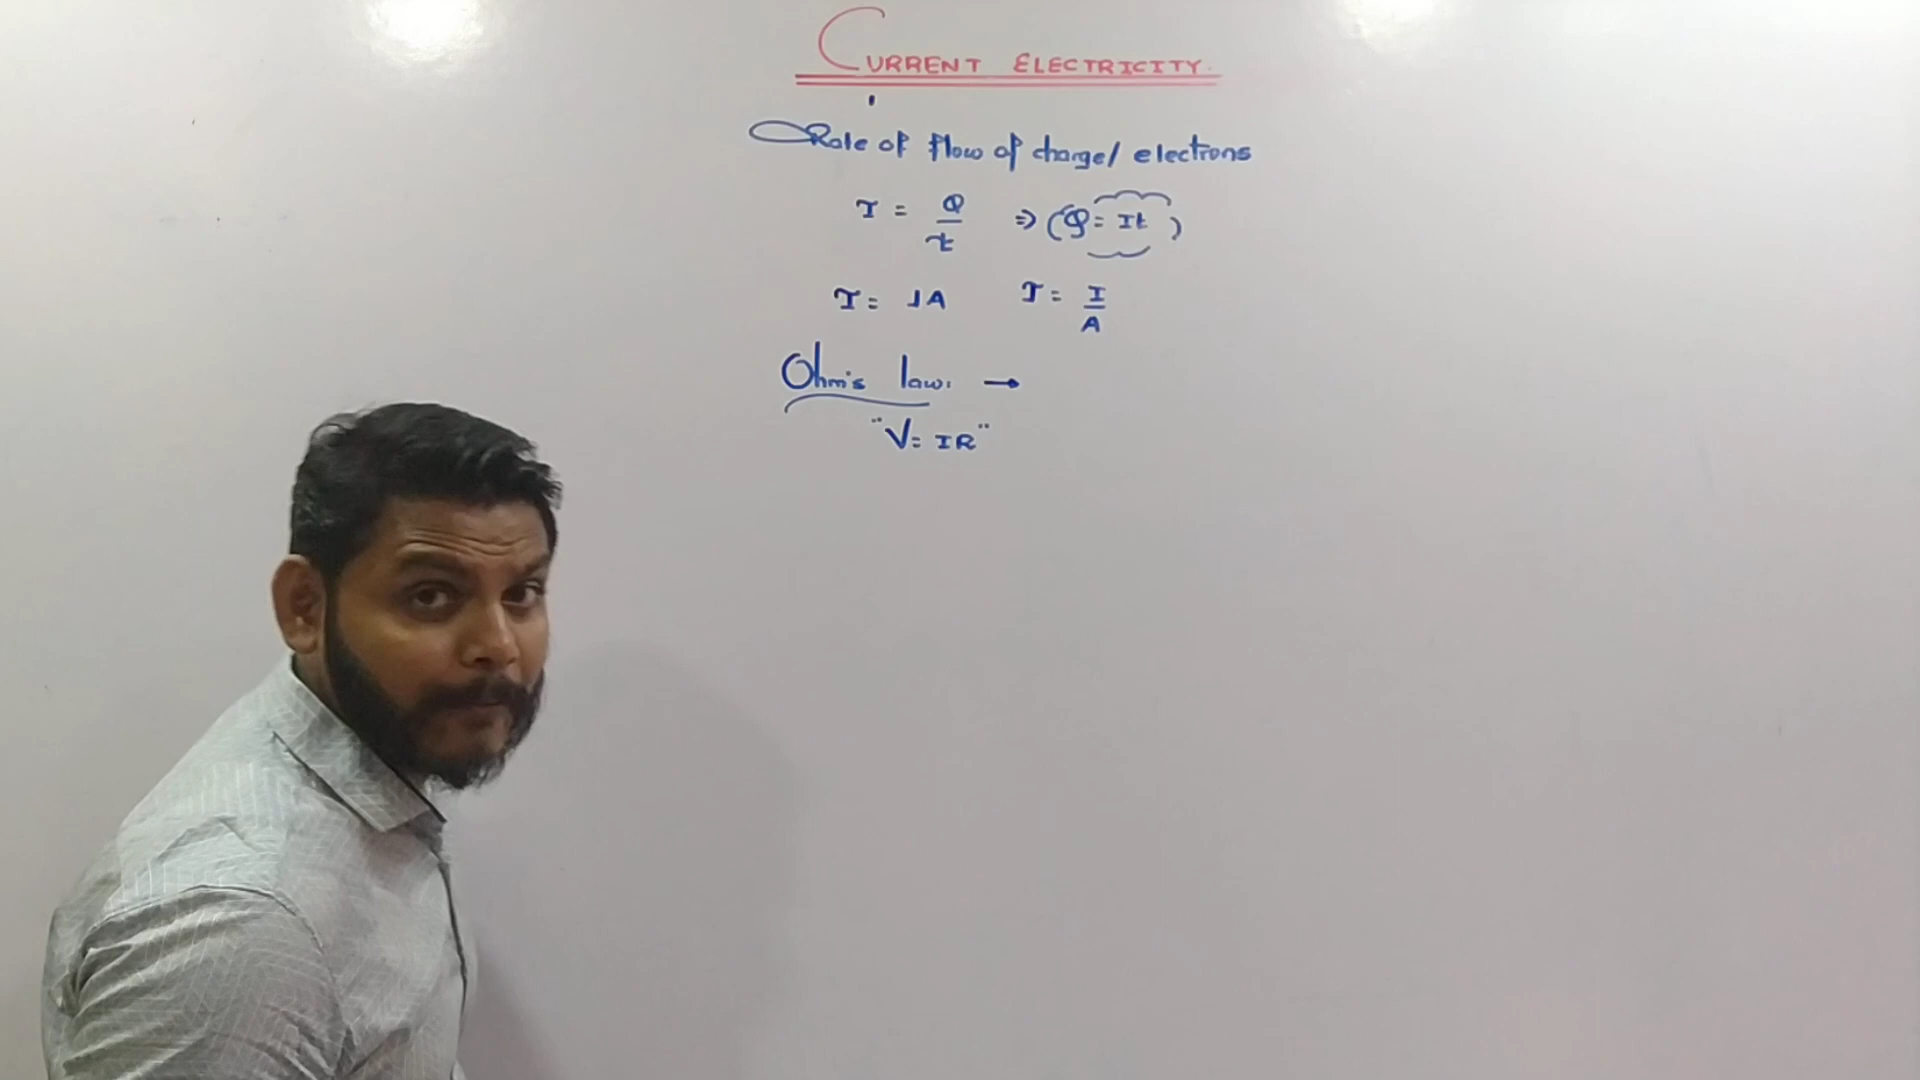 CURRENT ELECTRICITY.
Rate of flow of charge/ electrons
I = Q/t ⇒ (Q = It)
I = JA J = I/A
Ohm's law. →
"V = IR"